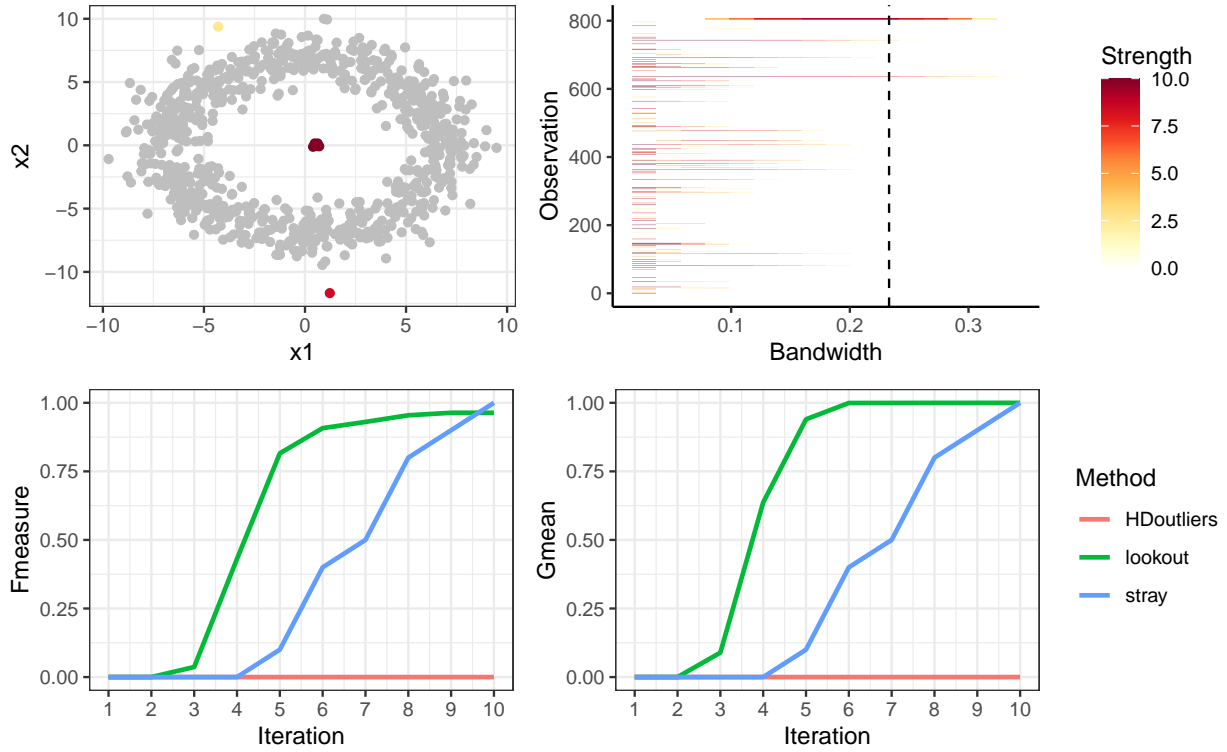 10
5
0
−5
−10
x2
−10
−5
0
5
10
x1
800
600
400
200
0
Observation
0.1
0.2
0.3
Bandwidth
Strength
10.0
7.5
5.0
2.5
0.0
1.00
0.75
0.50
0.25
0.00
Fmeasure
1 2 3 4 5 6 7 8 9 10
Iteration
1.00
0.75
0.50
0.25
0.00
Gmean
1 2 3 4 5 6 7 8 9 10
Iteration
Method
HDoutliers
lookout
stray